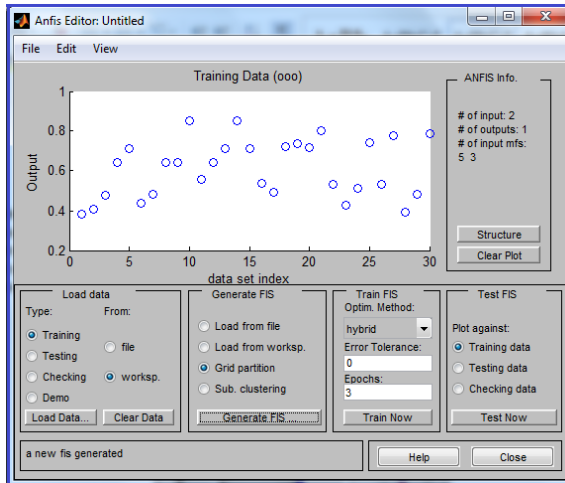 Anfis Editor: Untitled
File Edit View
Training Data (ooo)
1
0.8
0.6
0.4
0.2
Output
0 5 10 15 20 25 30
data set index
ANFIS Info.
# of input: 2
# of outputs: 1
# of input mfs:
5 3
Structure
Clear Plot
Load data
Type: From:
Training
Testing
Checking
Demo
file
worksp.
Load Data... Clear Data
Generate FIS
Load from file
Load from worksp.
Grid partition
Sub. clustering
Generate FIS ...
Train FIS
Optim. Method:
hybrid
Error Tolerance:
0
Epochs:
3
Train Now
Test FIS
Plot against:
Training data
Testing data
Checking data
Test Now
a new fis generated
Help Close